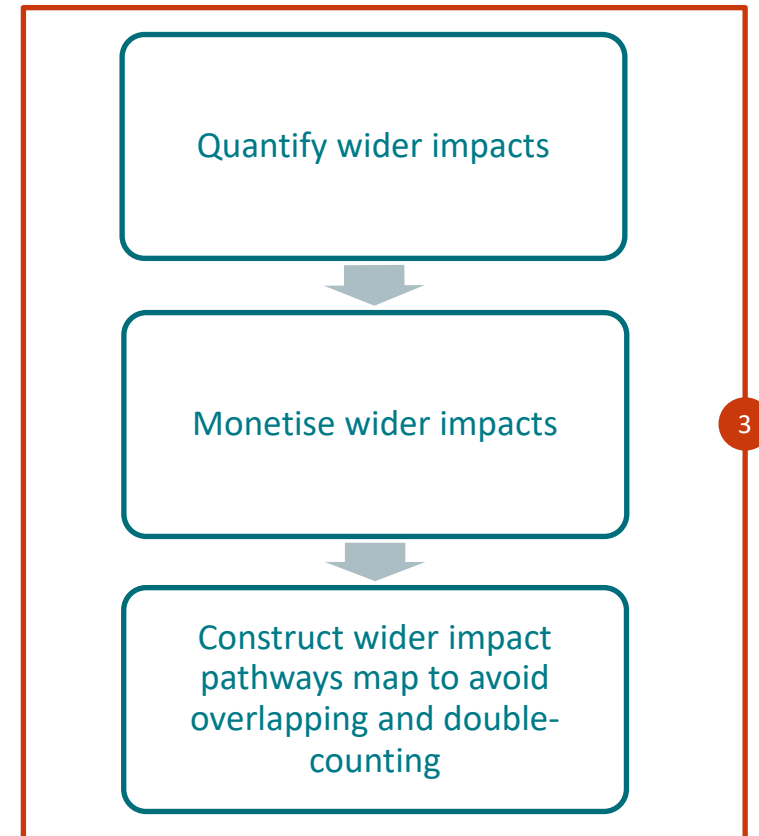 Quantify wider impacts
Monetise wider impacts
3
Construct wider impact
pathways map to avoid
overlapping and double-
counting